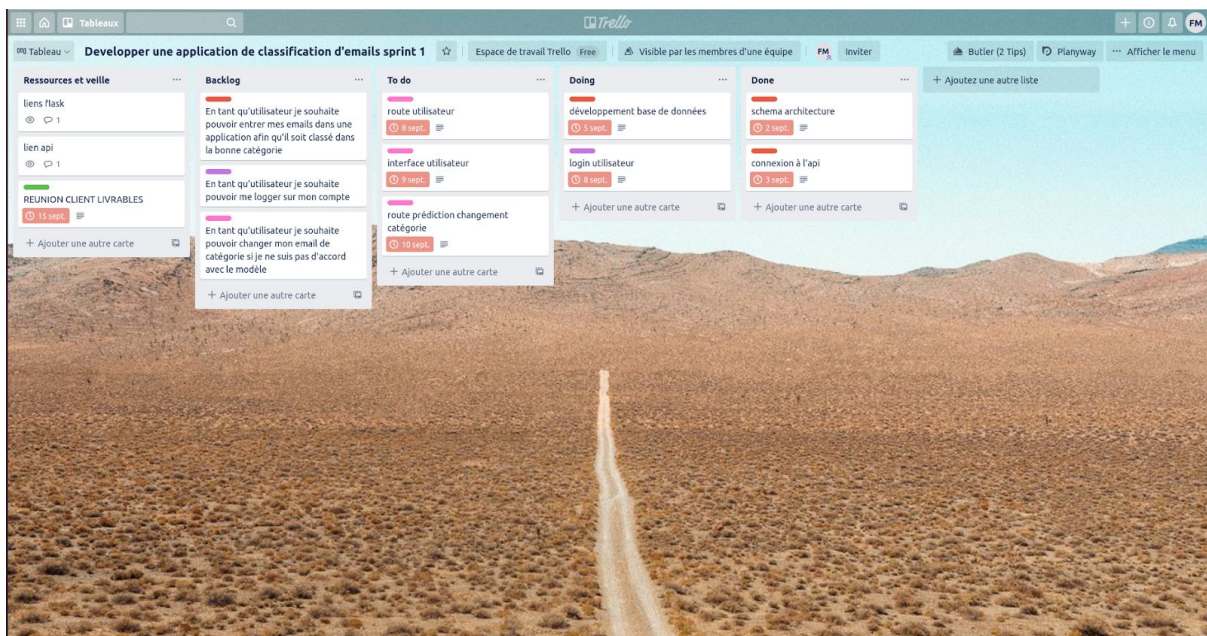 Tableaux
Trello
FM
Tableau
Developper une application de classification d'emails sprint 1
Espace de travail Trello Free
Visible par les membres d'une équipe
FM
Inviter
Butler (2 Tips)
Planyway
Afficher le menu
Ressources et veille
liens flask
1
lien api
1
REUNION CLIENT LIVRABLES
15 sept.
+ Ajouter une autre carte
Backlog
En tant qu'utilisateur je souhaite
pouvoir entrer mes emails dans une
application afin qu'il soit classé dans
la bonne catégorie
En tant qu'utilisateur je souhaite
pouvoir me logger sur mon compte
En tant qu'utilisateur je souhaite
pouvoir changer mon email de
catégorie si je ne suis pas d'accord
avec le modèle
+ Ajouter une autre carte
To do
route utilisateur
8 sept.
interface utilisateur
9 sept.
route prédiction changement
catégorie
10 sept.
+ Ajouter une autre carte
Doing
développement base de données
5 sept.
login utilisateur
8 sept.
+ Ajouter une autre carte
Done
schema architecture
2 sept.
connexion à l'api
3 sept.
+ Ajouter une autre carte
+ Ajoutez une autre liste